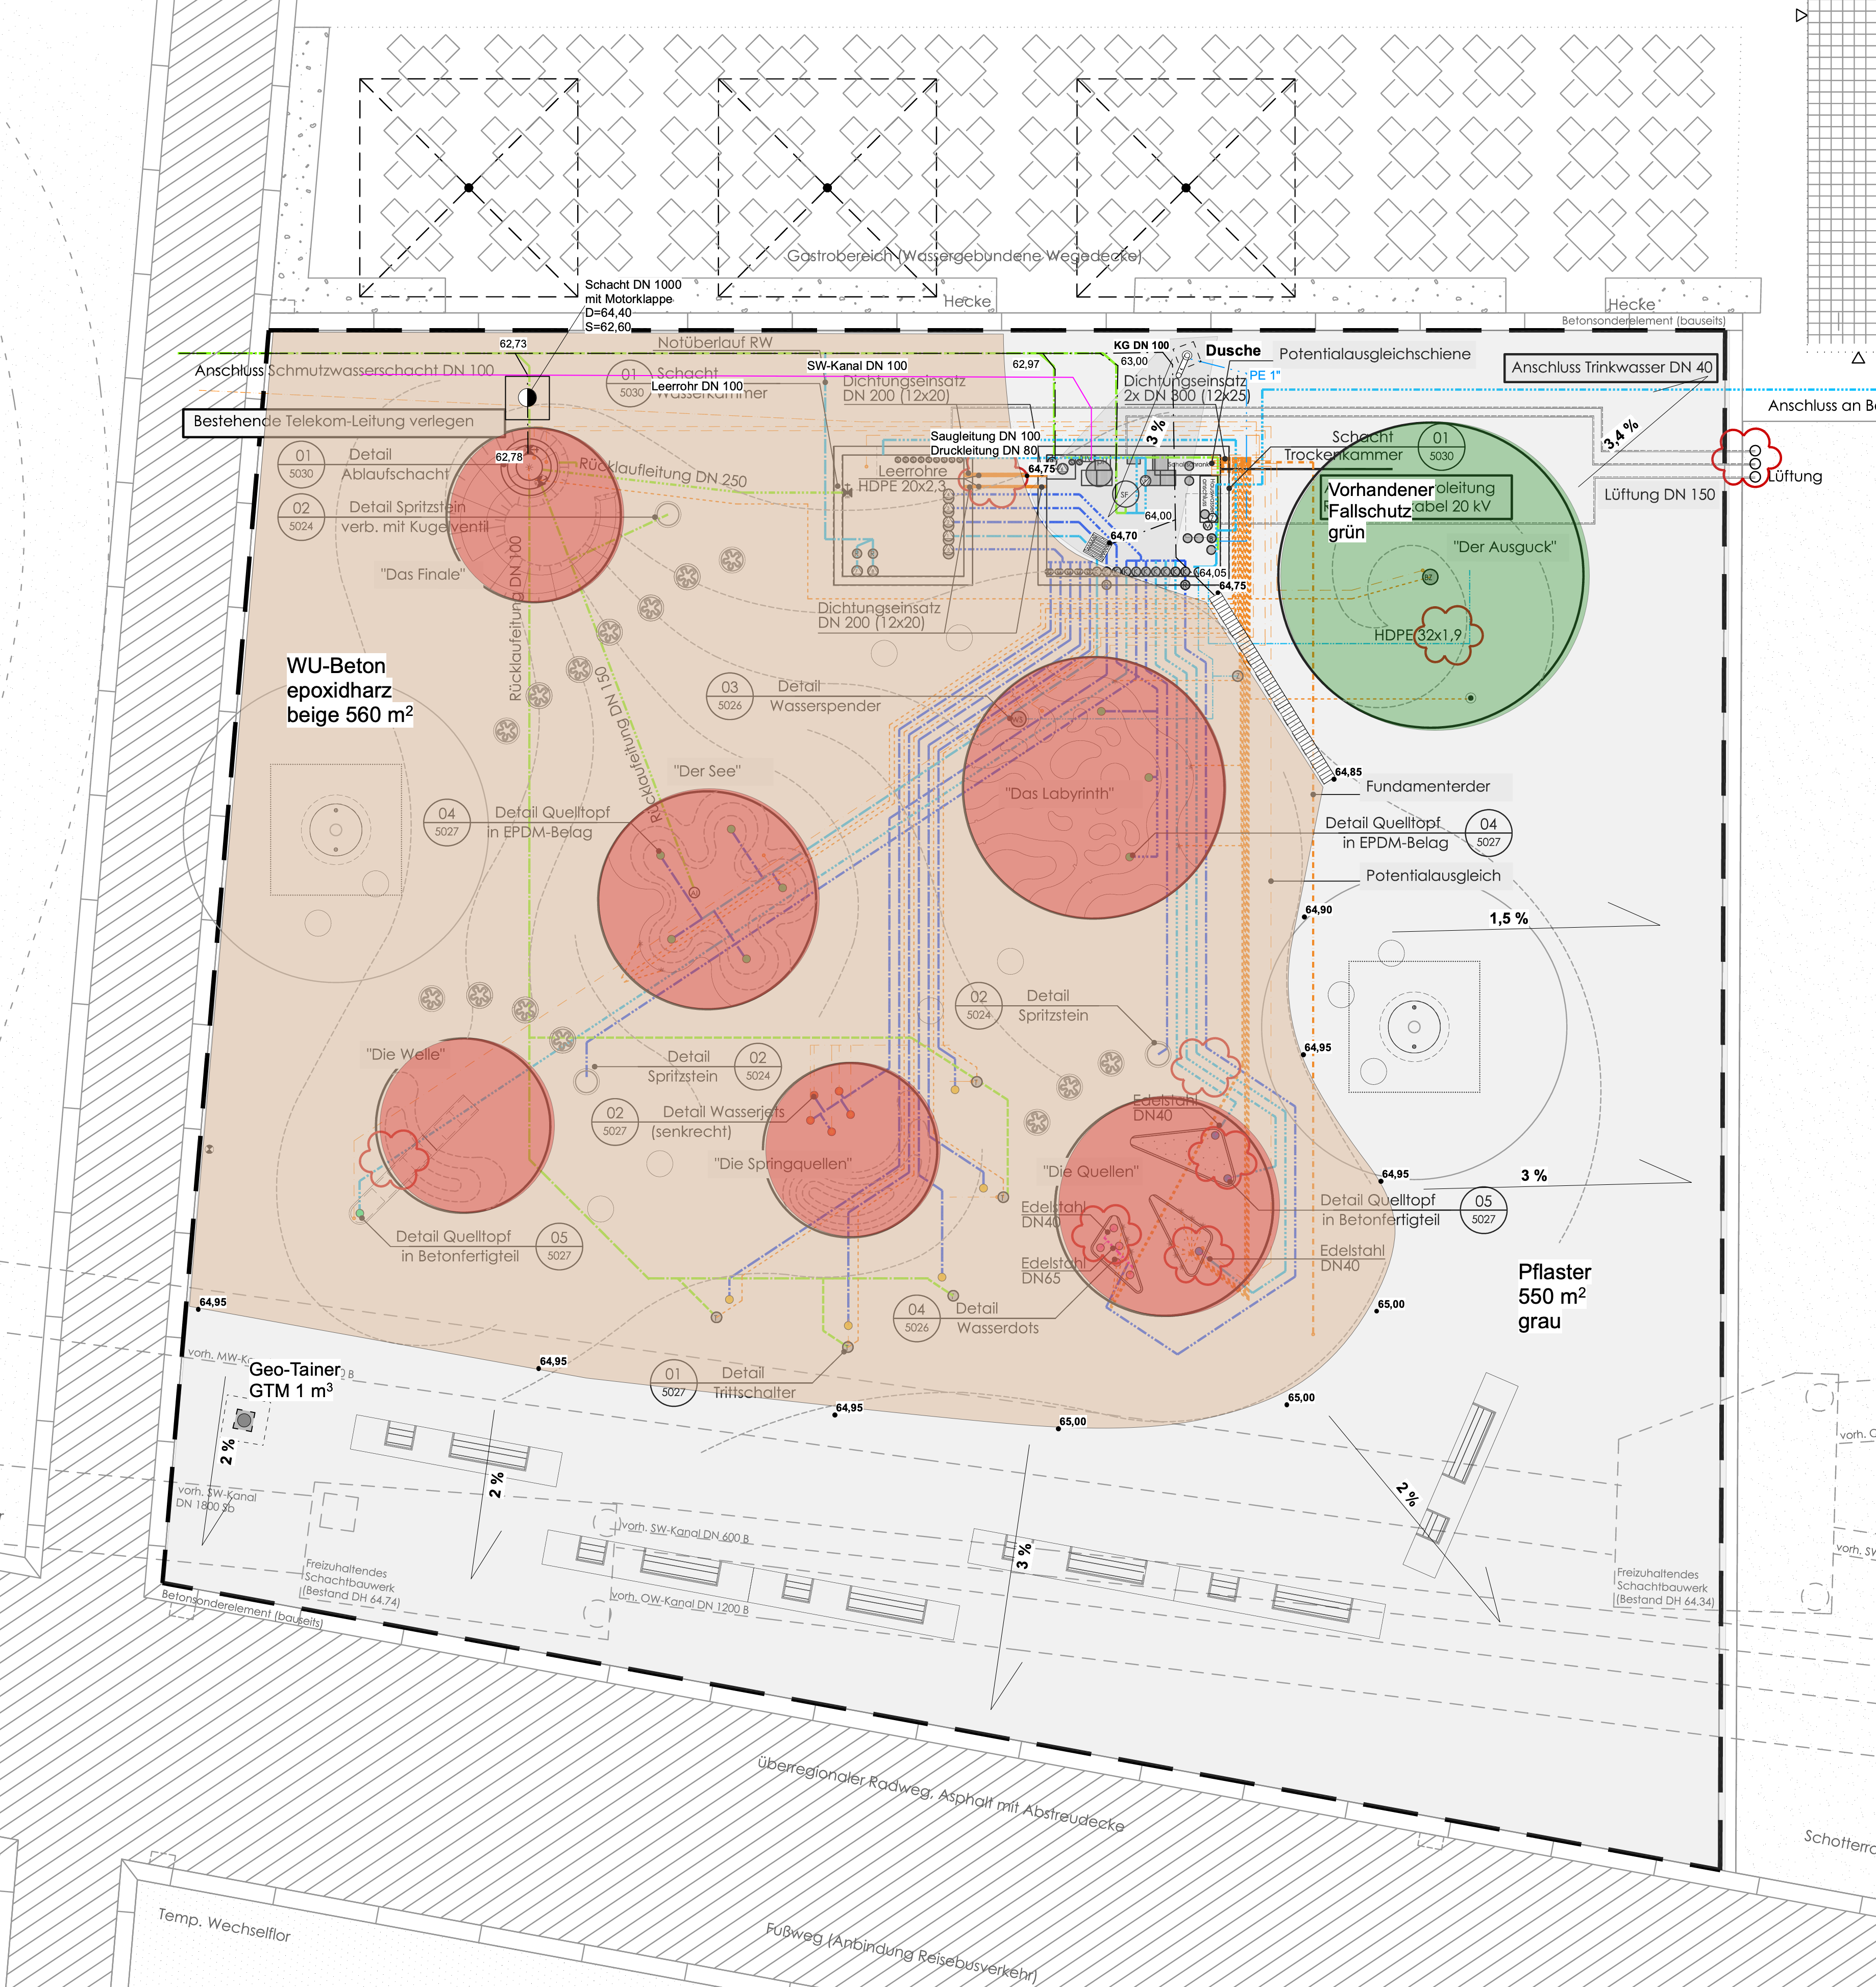 Gastrobereich (Wassergebundene Wegedecke)
Hecke
Hecke
Betonsonderelement (bauseits)
Schacht DN 1000
mit Motorklappe
D=64,40
S=62,60
62,73
Notüberlauf RW
SW-Kanal DN 100
62,97
KG DN 100
63,00
Dusche
Potentialausgleichschiene
PE 1"
Anschluss Trinkwasser DN 40
Anschluss an Be
Anschluss Schmutzwasserschacht DN 100
01
5030
Schacht
Wasserkammer
Leerrohr DN 100
Dichtungseinsatz
DN 200 (12x20)
Dichtungseinsatz
2x DN 300 (12x25)
3 %
3,4 %
Bestehende Telekom-Leitung verlegen
01
5030
Detail
Ablaufschacht
62,78
Rücklaufleitung DN 250
Saugleitung DN 100
Druckleitung DN 80
64,75
Leerrohre
HDPE 20x2,3
Schacht
Trockenkammer
01
5030
Lüftung
Lüftung DN 150
02
5024
Detail Spritzstein
verb. mit Kugelventil
SF
64,00
64,70
64,05
64,75
Vorhandener
Fallschutz
grün
oleitung
abel 20 kV
"Der Ausguck"
BZ
HDPE 32x1,9
"Das Finale"
Rücklaufleitung DN 100
Rücklaufleitung DN 150
Dichtungseinsatz
DN 200 (12x20)
WU-Beton
epoxidharz
beige 560 m²
03
5026
Detail
Wasserspender
WS
"Der See"
"Das Labyrinth"
64,85
Fundamenterder
04
5027
Detail Quelltopf
in EPDM-Belag
Detail Quelltopf
in EPDM-Belag
04
5027
Potentialausgleich
64,90
1,5 %
02
5024
Detail
Spritzstein
64,95
"Die Welle"
Detail
Spritzstein
02
5024
02
5027
Detail Wasserjets
(senkrecht)
Edelstahl
DN40
"Die Springquellen"
"Die Quellen"
64,95
3 %
Edelstahl
DN40
Detail Quelltopf
in Betonfertigteil
05
5027
Detail Quelltopf
in Betonfertigteil
05
5027
Edelstahl
DN65
Edelstahl
DN40
Pflaster
550 m²
grau
64,95
04
5026
Detail
Wasserdots
65,00
vorh. MW-K
0 B
Geo-Tainer
GTM 1 m³
64,95
01
5027
Detail
Trittschalter
64,95
65,00
65,00
2 %
2 %
3 %
2 %
vorh. SW-Kanal
DN 1800 Sb
vorh. SW-Kanal DN 600 B
vorh. OW-Kanal DN 1200 B
Freizuhaltendes
Schachtbauwerk
(Bestand DH 64.74)
Freizuhaltendes
Schachtbauwerk
(Bestand DH 64.34)
Betonsonderelement (bauseits)
überregionaler Radweg, Asphalt mit Abstreudecke
Temp. Wechselflor
Fußweg (Anbindung Reisebusverkehr)